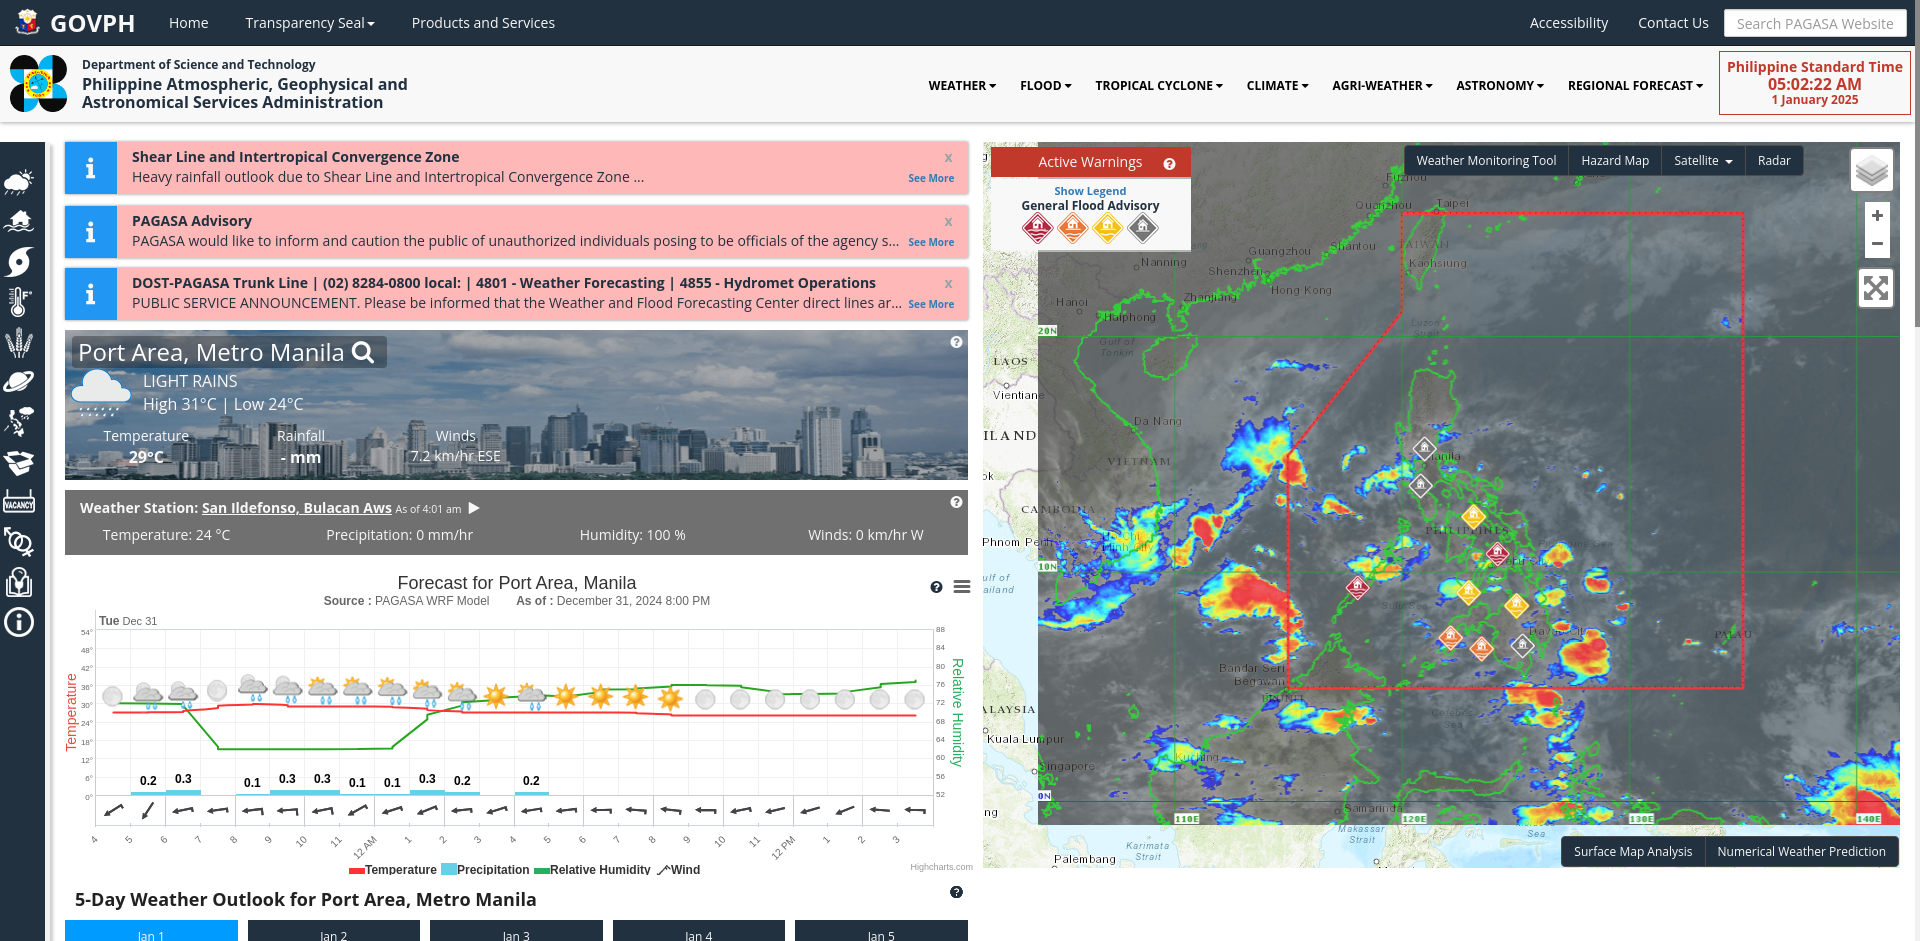 GOVPH
Home
Transparency Seal
Products and Services
Accessibility
Contact Us
Search PAGASA Website
Department of Science and Technology
Philippine Atmospheric, Geophysical and
Astronomical Services Administration
WEATHER
FLOOD
TROPICAL CYCLONE
CLIMATE
AGRI-WEATHER
ASTRONOMY
REGIONAL FORECAST
Philippine Standard Time
05:02:22 AM
1 January 2025
VACANCY
Shear Line and Intertropical Convergence Zone
x
Heavy rainfall outlook due to Shear Line and Intertropical Convergence Zone ...
See More
PAGASA Advisory
x
PAGASA would like to inform and caution the public of unauthorized individuals posing to be officials of the agency s...
See More
DOST-PAGASA Trunk Line | (02) 8284-0800 local: | 4801 - Weather Forecasting | 4855 - Hydromet Operations
x
PUBLIC SERVICE ANNOUNCEMENT. Please be informed that the Weather and Flood Forecasting Center direct lines ar...
See More
Port Area, Metro Manila
LIGHT RAINS
High 31°C | Low 24°C
Temperature
29°C
Rainfall
- mm
Winds
7.2 km/hr ESE
Weather Station: San Ildefonso, Bulacan Aws As of 4:01 am
Temperature: 24 °C
Precipitation: 0 mm/hr
Humidity: 100 %
Winds: 0 km/hr W
Forecast for Port Area, Manila
Source : PAGASA WRF Model As of : December 31, 2024 8:00 PM
Tue Dec 31
54°
48°
42°
36°
30°
24°
18°
12°
6°
0°
Temperature
88
84
80
76
72
68
64
60
56
52
Relative Humidity
0.2
0.3
0.1
0.3
0.3
0.1
0.1
0.3
0.2
0.2
4
5
6
7
8
9
10
11
12 AM
1
2
3
4
5
6
7
8
9
10
11
12 PM
1
2
3
Temperature
Precipitation
Relative Humidity
Wind
Highcharts.com
5-Day Weather Outlook for Port Area, Metro Manila
Jan 1
Jan 2
Jan 3
Jan 4
Jan 5
Active Warnings
Show Legend
General Flood Advisory
Weather Monitoring Tool
Hazard Map
Satellite
Radar
+
−
Fuzhou
Quanzhou
Taipei
TAIWAN
Kaohsiung
Guangzhou
Shantou
Shenzhen
Hong Kong
Nanning
Zhanjiang
Hanoi
Haiphong
Gulf of
Tonkin
Luzon
Strait
20N
LAOS
Vientiane
ILAND
ok
Da Nang
VIETNAM
CAMBODIA
Phnom Penh
ulf of
ailand
10N
Manila
PHILIPPINES
Davao City
PALAU
Bandar Seri
Begawan
BRUNEI
ALAYSIA
Kuala Lumpur
Singapore
Kuching
Celebes
Sea
0N
ng
110E
120E
130E
140E
Samarinda
Makassar
Strait
Karimata
Strait
Palembang
Sea
Surface Map Analysis
Numerical Weather Prediction